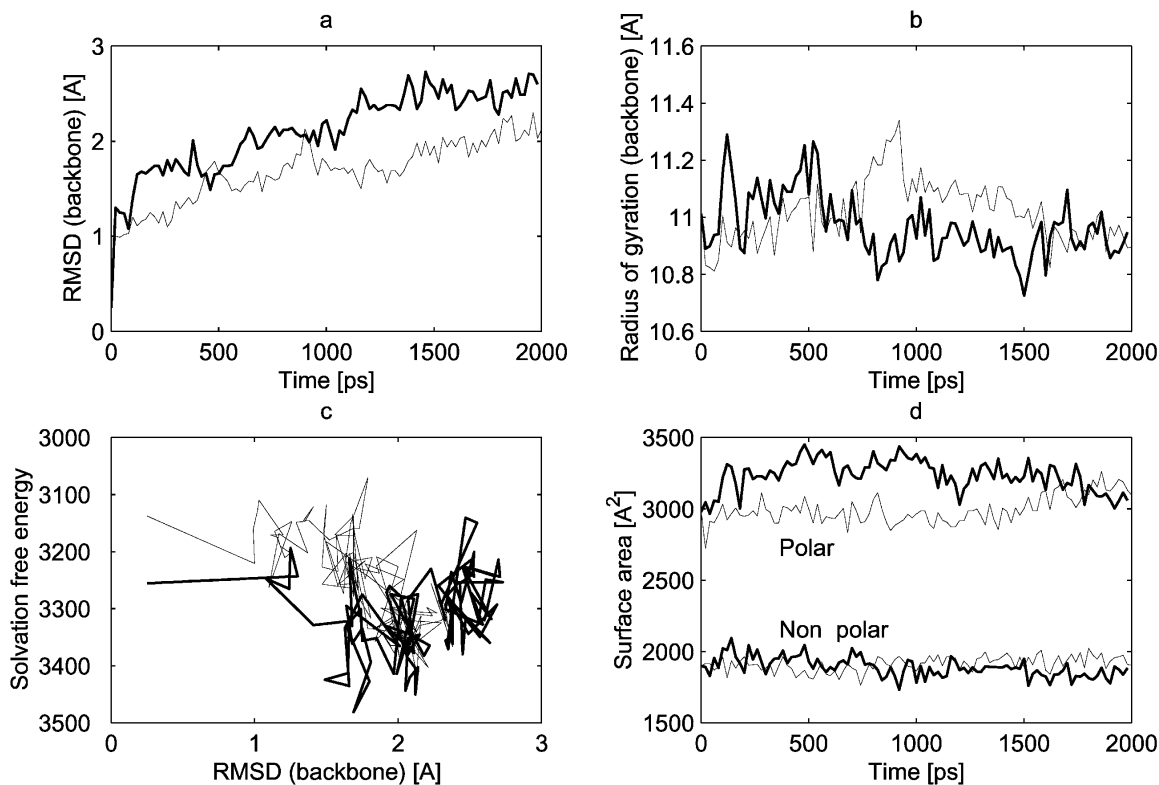 a
3
2
1
0
RMSD (backbone) [A]
0 500 1000 1500 2000
Time [ps]
b
11.6
11.4
11.2
11
10.8
10.6
Radius of gyration (backbone) [A]
0 500 1000 1500 2000
Time [ps]
c
3000
3100
3200
3300
3400
3500
Solvation free energy
0 1 2 3
RMSD (backbone) [A]
d
3500
3000
2500
2000
1500
Surface area [A²]
Polar
Non polar
0 500 1000 1500 2000
Time [ps]